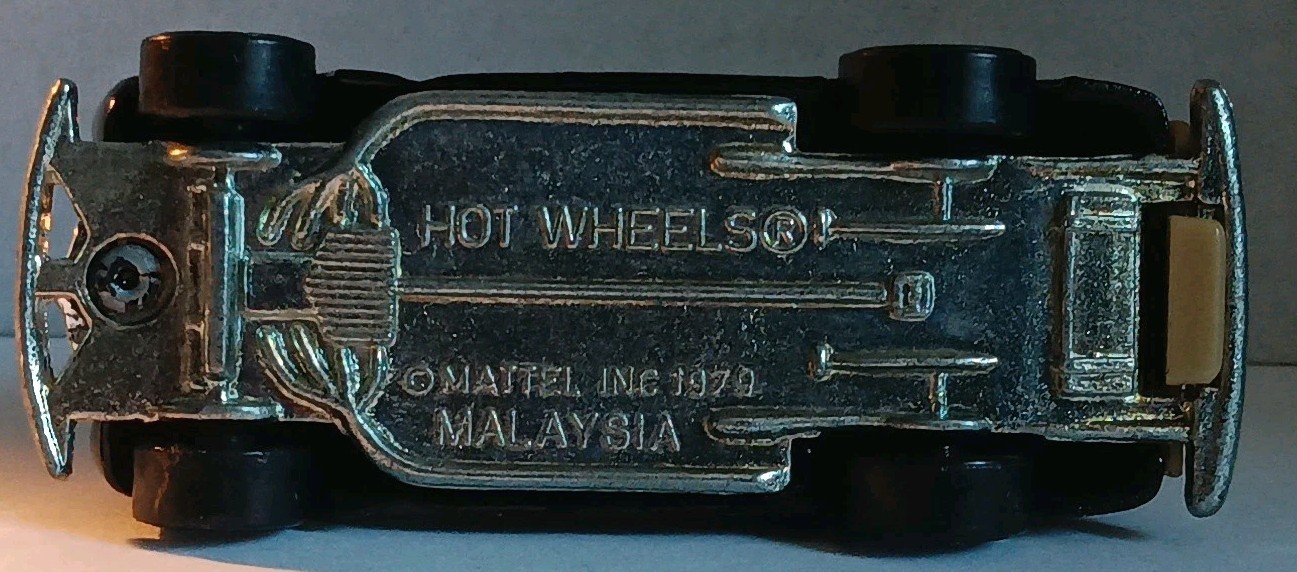 HOT WHEELS®
©MATTEL INC 1979
MALAYSIA